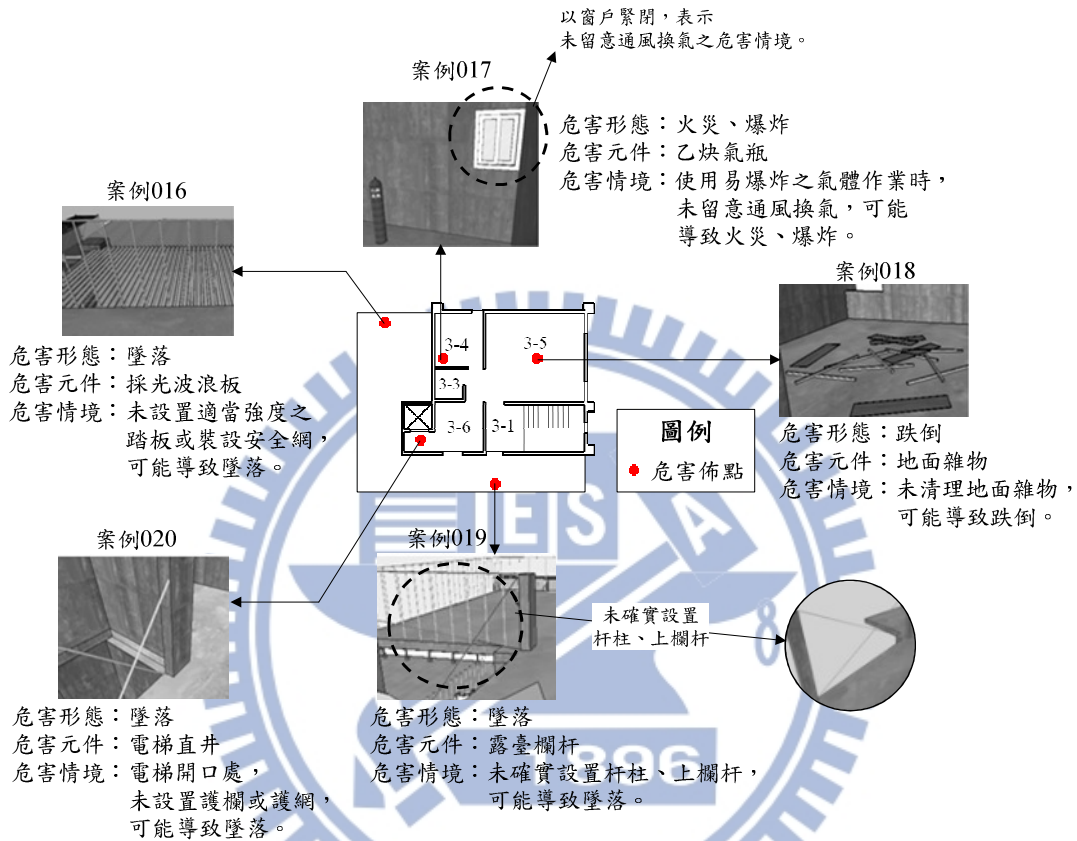 以窗戶緊閉，表示
未留意通風換氣之危害情境。
案例017
危害形態：火災、爆炸
危害元件：乙炔氣瓶
危害情境：使用易爆炸之氣體作業時，
未留意通風換氣，可能
導致火災、爆炸。
案例016
危害形態：墜落
危害元件：採光波浪板
危害情境：未設置適當強度之
踏板或裝設安全網，
可能導致墜落。
案例018
危害形態：跌倒
危害元件：地面雜物
危害情境：未清理地面雜物，
可能導致跌倒。
3-4
3-5
3-3
3-6
3-1
圖例
危害佈點
案例020
危害形態：墜落
危害元件：電梯直井
危害情境：電梯開口處，
未設置護欄或護網，
可能導致墜落。
案例019
未確實設置
杆柱、上欄杆
危害形態：墜落
危害元件：露臺欄杆
危害情境：未確實設置杆柱、上欄杆，
可能導致墜落。
ES
A
8
1896